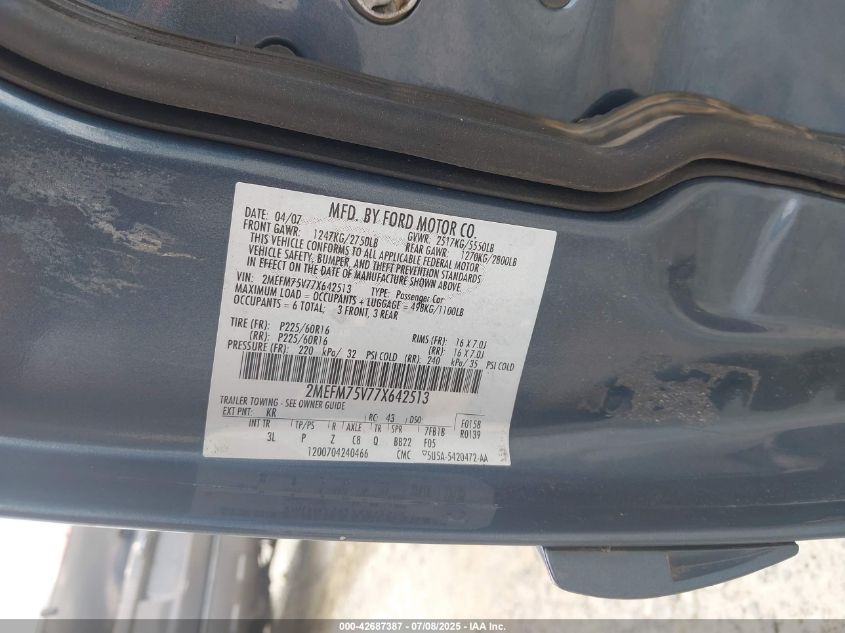 MFD. BY FORD MOTOR CO.
DATE: 04/07 GVWR: 2517KG/5550LB
FRONT GAWR: 1247KG/2750LB REAR GAWR: 1270KG/2800LB
THIS VEHICLE CONFORMS TO ALL APPLICABLE FEDERAL MOTOR
VEHICLE SAFETY, BUMPER, AND THEFT PREVENTION STANDARDS
IN EFFECT ON THE DATE OF MANUFACTURE SHOWN ABOVE.
VIN: 2MEFM75V77X642513 TYPE: Passenger Car
MAXIMUM LOAD = OCCUPANTS + LUGGAGE = 498KG/1100LB
OCCUPANTS = 6 TOTAL; 3 FRONT, 3 REAR
TIRE (FR): P225/60R16 RIMS (FR): 16 X 7.0J
(RR): P225/60R16 (RR): 16 X 7.0J
PRESSURE (FR): 220 kPa/ 32 PSI COLD (RR): 240 kPa/ 35 PSI COLD
2MEFM75V77X642513
TRAILER TOWING - SEE OWNER GUIDE
EXT PNT: KR RC: 43 DSO: F0158
INT TR TP/PS R AXLE TR SPR 7FB1B R0139
3L P Z C8 Q BB22 F05
1200704240466 CMC 5U5A-5420472-AA
000-42687387 - 07/08/2025 - IAA Inc.